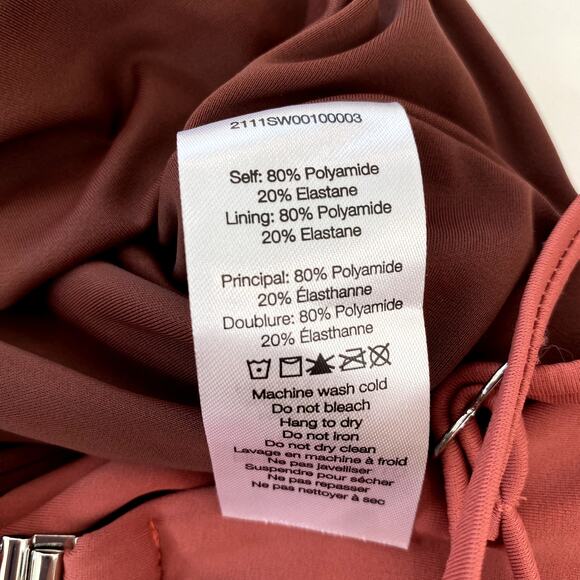 2111SW00100003
Self: 80% Polyamide
20% Elastane
Lining: 80% Polyamide
20% Elastane
Principal: 80% Polyamide
20% Élasthanne
Doublure: 80% Polyamide
20% Élasthanne
Machine wash cold
Do not bleach
Hang to dry
Do not iron
Do not dry clean
Lavage en machine à froid
Ne pas javelliser
Suspendre pour sécher
Ne pas repasser
Ne pas nettoyer à sec